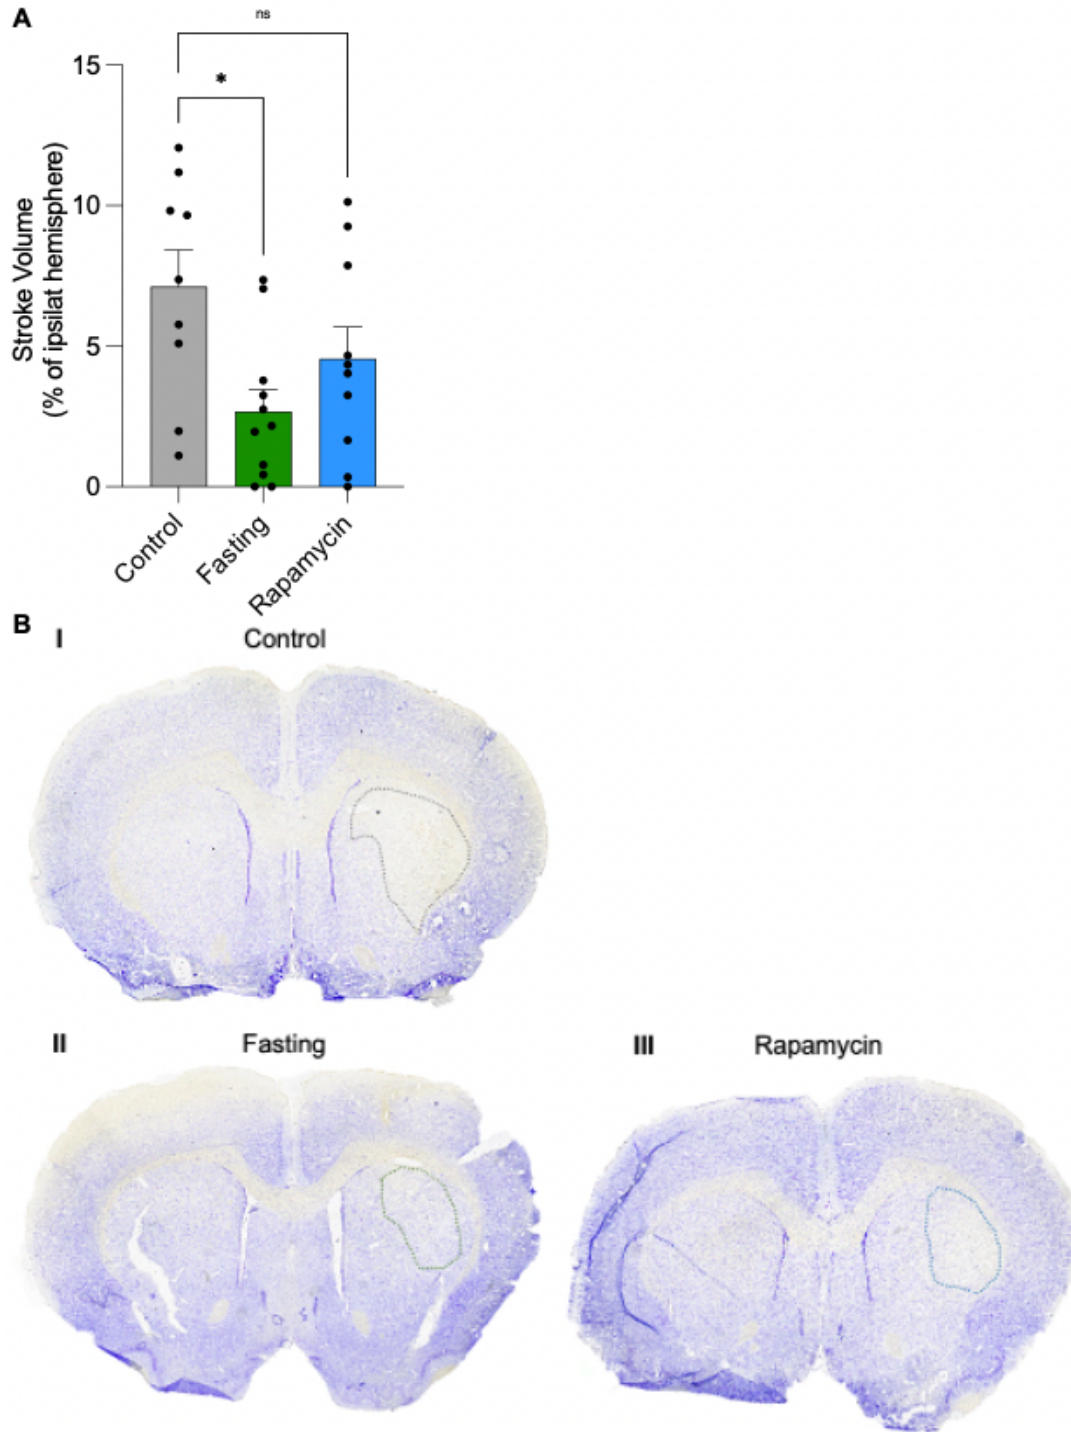 A
ns
*
15
10
5
0
Stroke Volume
(% of ipsilat hemisphere)
Control
Fasting
Rapamycin
B
I
Control
II
Fasting
III
Rapamycin